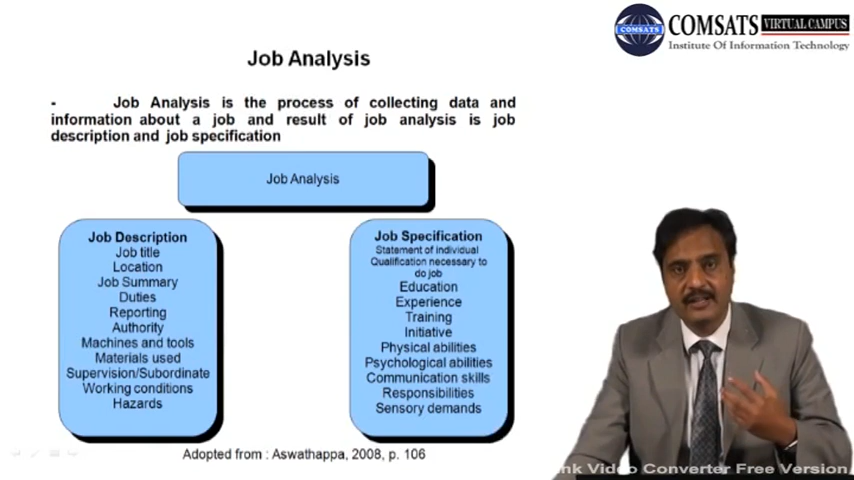 COMSATS VIRTUAL CAMPUS
COMSATS
Institute Of Information Technology
Job Analysis
- Job Analysis is the process of collecting data and
information about a job and result of job analysis is job
description and job specification
Job Analysis
Job Description
Job title
Location
Job Summary
Duties
Reporting
Authority
Machines and tools
Materials used
Supervision/Subordinate
Working conditions
Hazards
Job Specification
Statement of individual
Qualification necessary to
do job
Education
Experience
Training
Initiative
Physical abilities
Psychological abilities
Communication skills
Responsibilities
Sensory demands
Adopted from : Aswathappa, 2008, p. 106
Video Converter Free Version